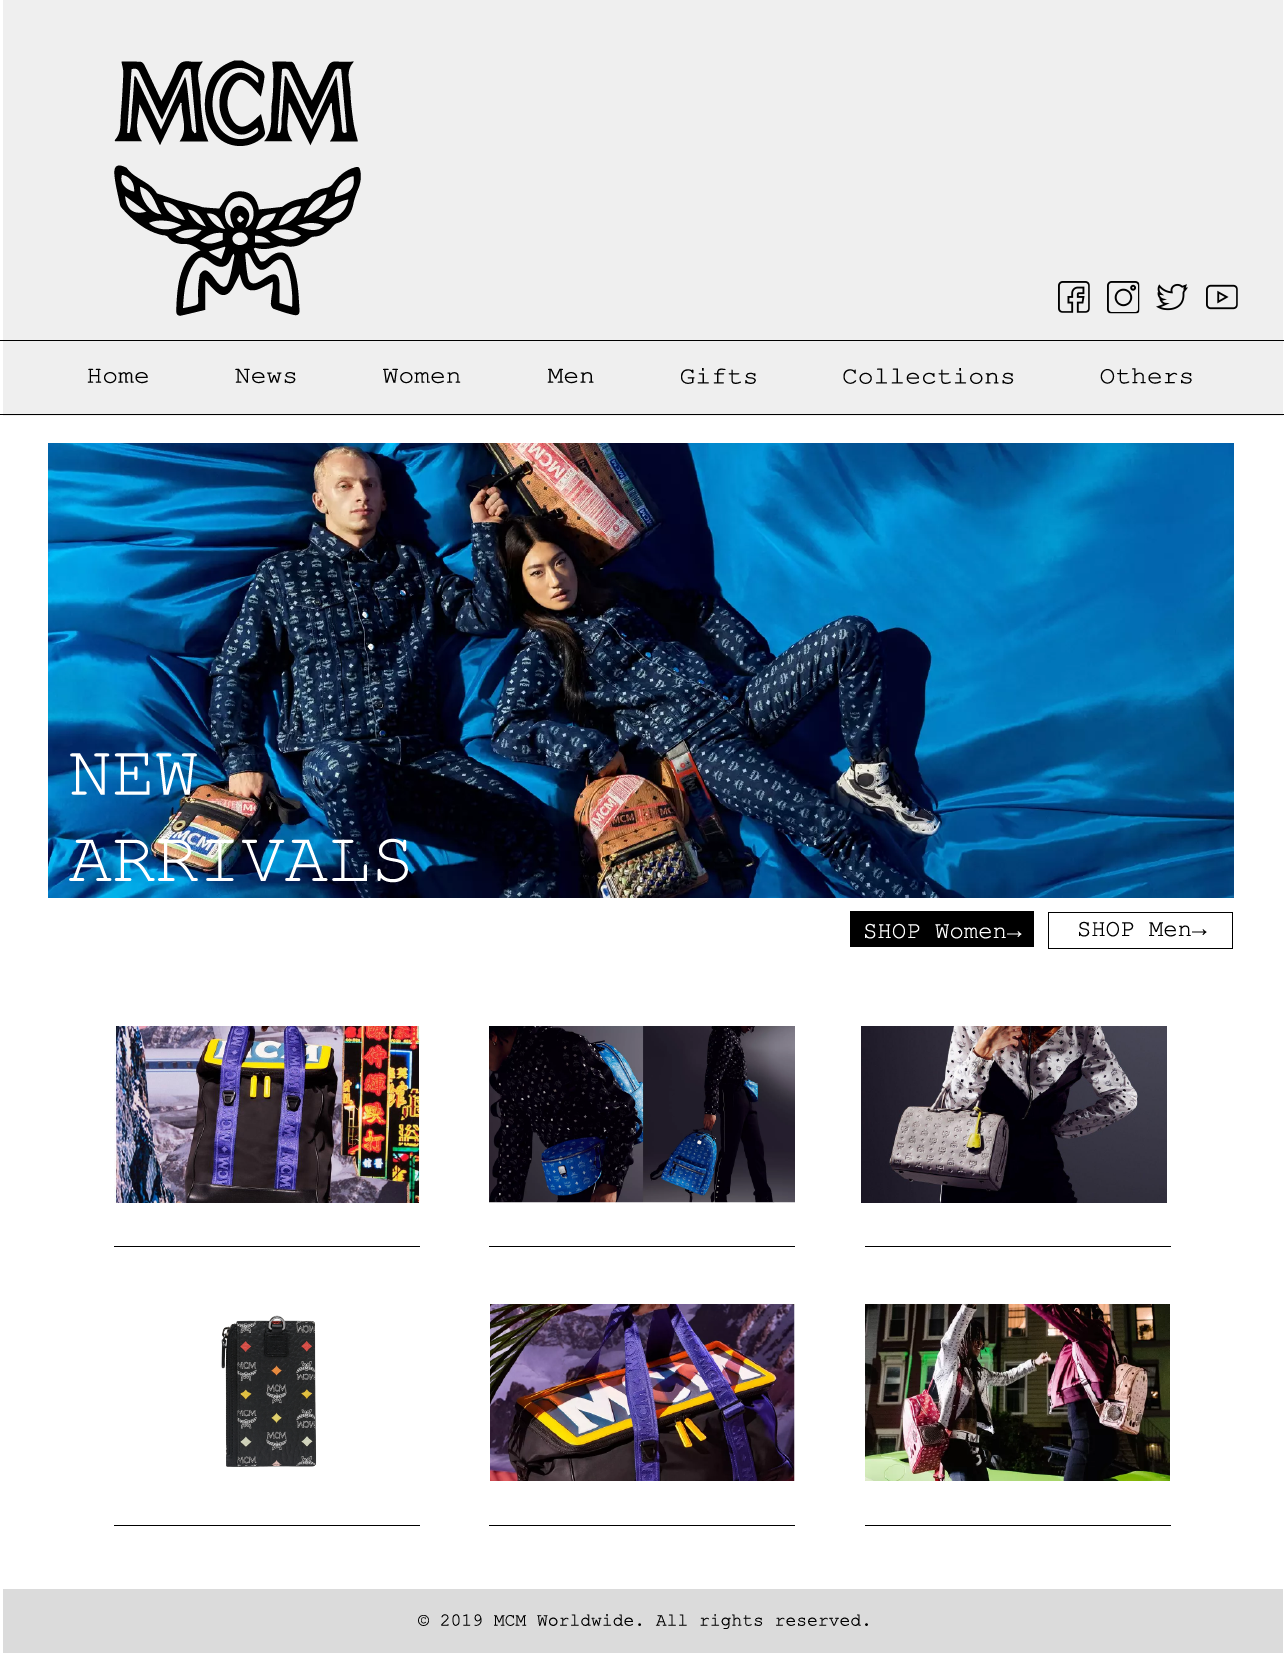 MCM
Home News Women Men Gifts Collections Others
NEW
ARRIVALS
SHOP Women→ SHOP Men→
© 2019 MCM Worldwide. All rights reserved.